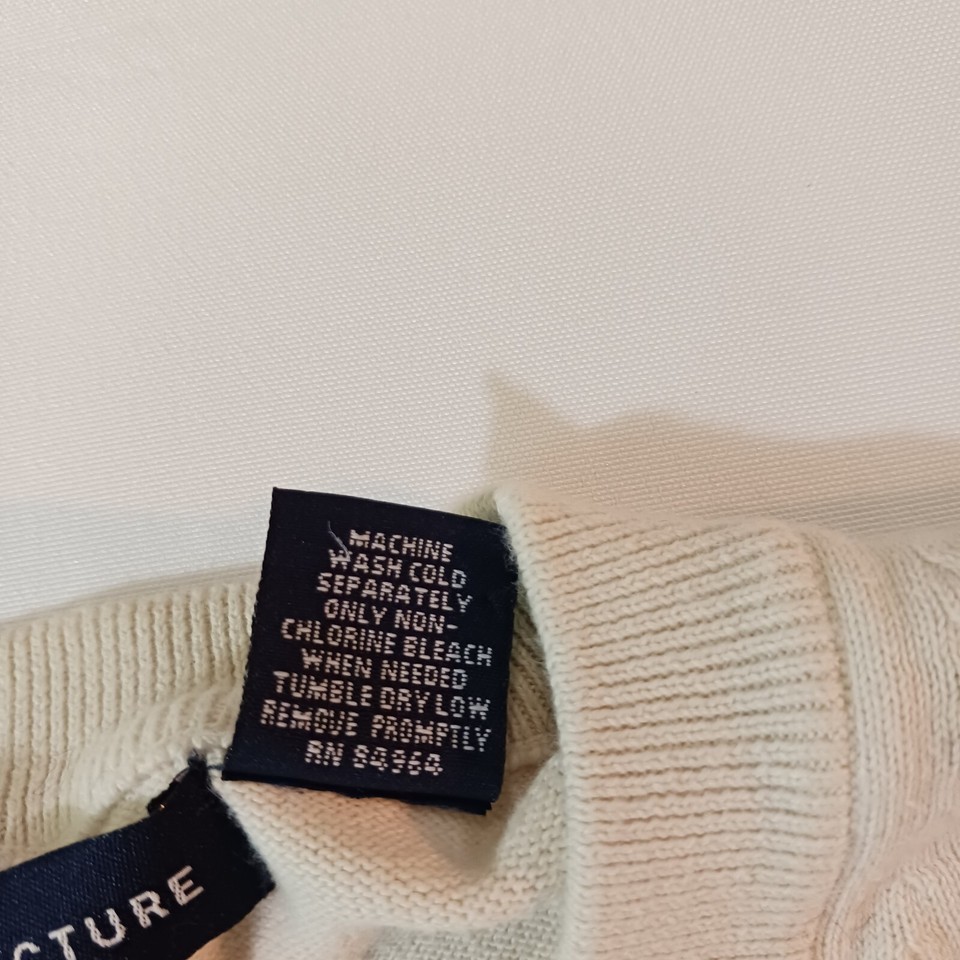 MACHINE
WASH COLD
SEPARATELY
ONLY NON-
CHLORINE BLEACH
WHEN NEEDED
TUMBLE DRY LOW
REMOVE PROMPTLY
RN 84964
CTURE